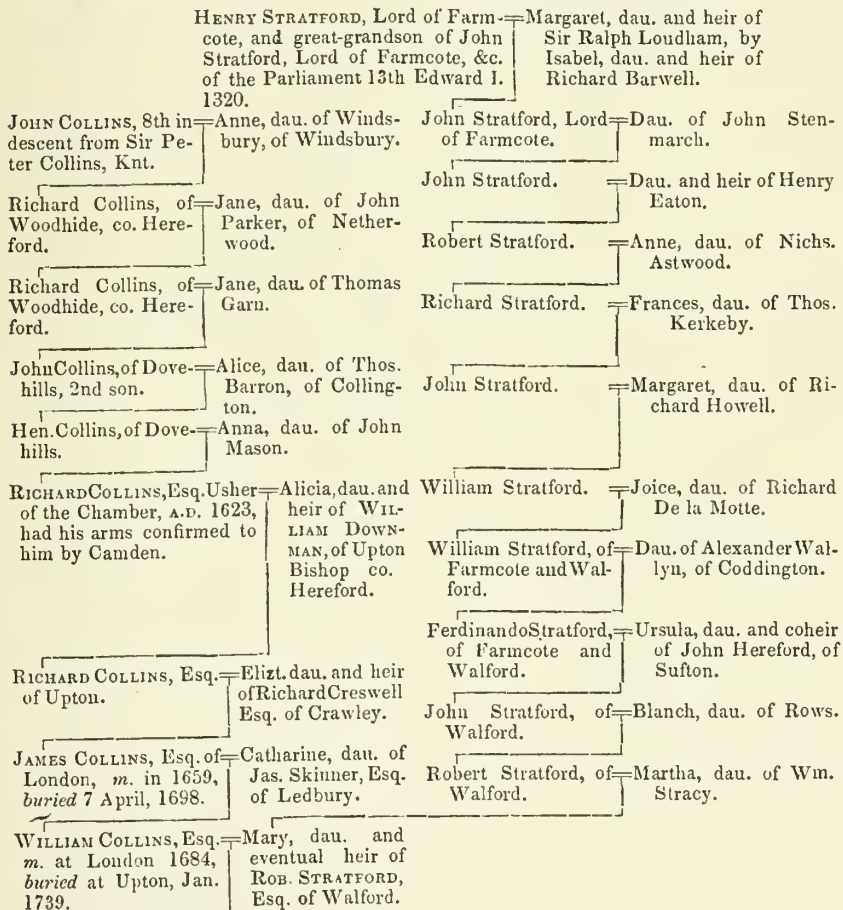 HENRY STRATFORD, Lord of Farm-
cote, and great-grandson of John
Stratford, Lord of Farmcote, &c.
of the Parliament 13th Edward I.
1320.
Margaret, dau. and heir of
Sir Ralph Loudham, by
Isabel, dau. and heir of
Richard Barwell.
JOHN COLLINS, 8th in
descent from Sir Pe-
ter Collins, Knt.
Anne, dau. of Winds-
bury, of Windsbury.
John Stratford, Lord
of Farmcote.
Dau. of John Sten-
march.
John Stratford.
Dau. and heir of Henry
Eaton.
Richard Collins, of
Woodhide, co. Here-
ford.
Jane, dau. of John
Parker, of Nether-
wood.
Robert Stratford.
Anne, dau. of Nichs.
Astwood.
Richard Collins, of
Woodhide, co. Here-
ford.
Jane, dau. of Thomas
Garn.
Richard Stratford.
Frances, dau. of Thos.
Kerkeby.
John Collins, of Dove-
hills, 2nd son.
Alice, dau. of Thos.
Barron, of Colling-
ton.
John Stratford.
Margaret, dau. of Ri-
chard Howell.
Hen. Collins, of Dove-
hills.
Anna, dau. of John
Mason.
RICHARD COLLINS, Esq. Usher
of the Chamber, A.D. 1623,
had his arms confirmed to
him by Camden.
Alicia, dau. and
heir of WIL-
LIAM DOWN-
MAN, of Upton
Bishop co.
Hereford.
William Stratford.
Joice, dau. of Richard
De la Motte.
William Stratford, of
Farmcote and Wal-
ford.
Dau. of Alexander Wal-
lyn, of Coddington.
Ferdinando Stratford,
of Farmcote and
Walford.
Ursula, dau. and coheir
of John Hereford, of
Sufton.
RICHARD COLLINS, Esq.
of Upton.
Elizt. dau. and heir
of Richard Creswell
Esq. of Crawley.
John Stratford, of
Walford.
Blanch, dau. of Rows.
JAMES COLLINS, Esq. of
London, m. in 1659,
buried 7 April, 1698.
Catharine, dau. of
Jas. Skinner, Esq.
of Ledbury.
Robert Stratford, of
Walford.
Martha, dau. of Wm.
Stracy.
WILLIAM COLLINS, Esq.
m. at London 1684,
buried at Upton, Jan.
1739.
Mary, dau. and
eventual heir of
ROB. STRATFORD,
Esq. of Walford.